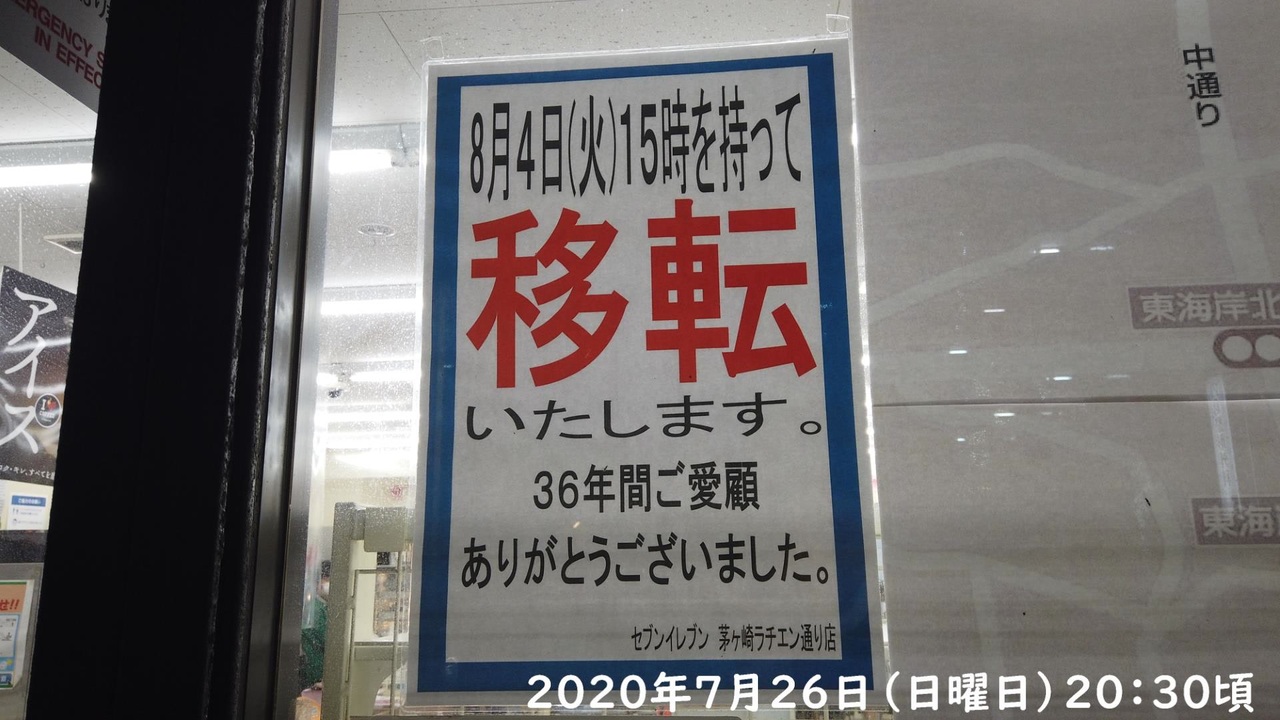 8月4日(火)15時を持って
移転
いたします。
36年間ご愛顧
ありがとうございました。
セブンイレブン 茅ヶ崎ラチエン通り店
中通り
東海岸北
東海
アイス
IN EFFEC
2020年7月26日(日曜日)20:30頃